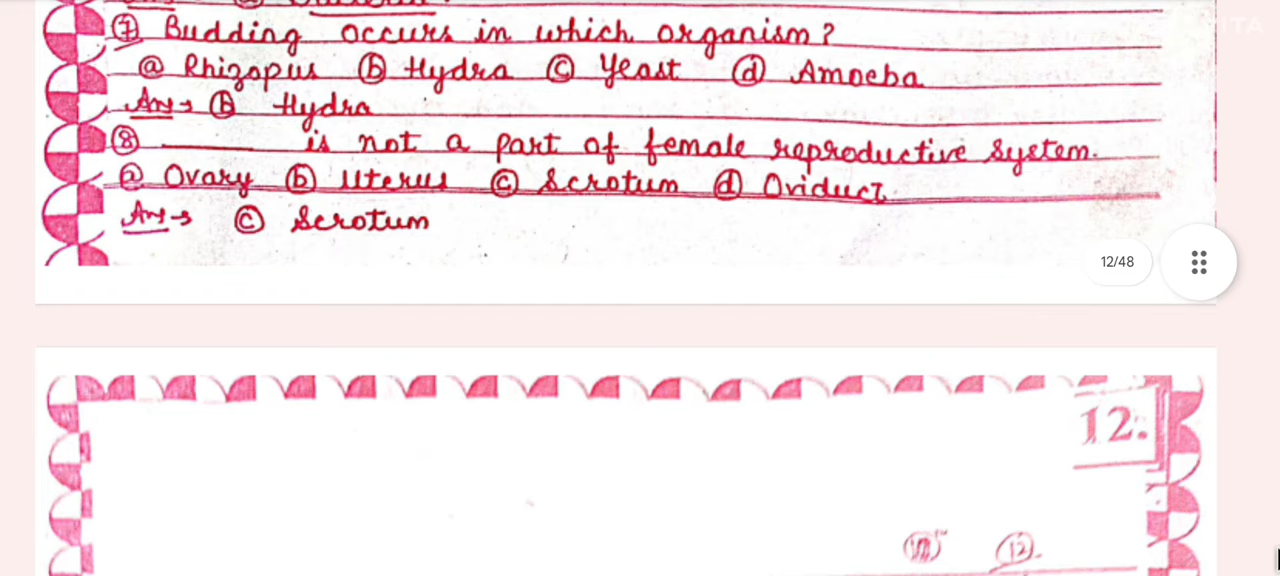 ⑦ Budding occurs in which organism?
ⓐ Rhizopus ⓑ Hydra ⓒ Yeast ⓓ Amoeba
Ans→ ⓑ Hydra
⑧ ________ is not a part of female reproductive System.
ⓐ Ovary ⓑ Uterus ⓒ Scrotum ⓓ Oviduct
Ans→ ⓒ Scrotum
12/48
12.
⑫.